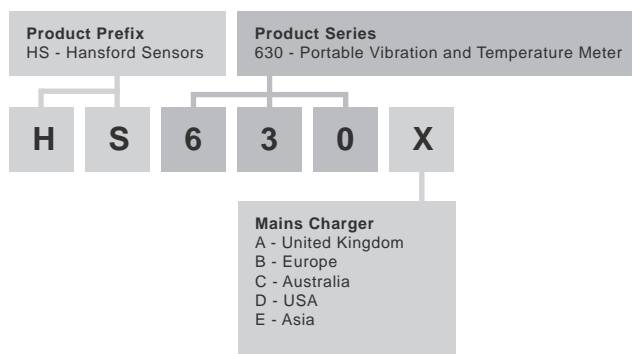 Product Prefix
HS - Hansford Sensors
Product Series
630 - Portable Vibration and Temperature Meter
H S 6 3 0 X
Mains Charger
A - United Kingdom
B - Europe
C - Australia
D - USA
E - Asia